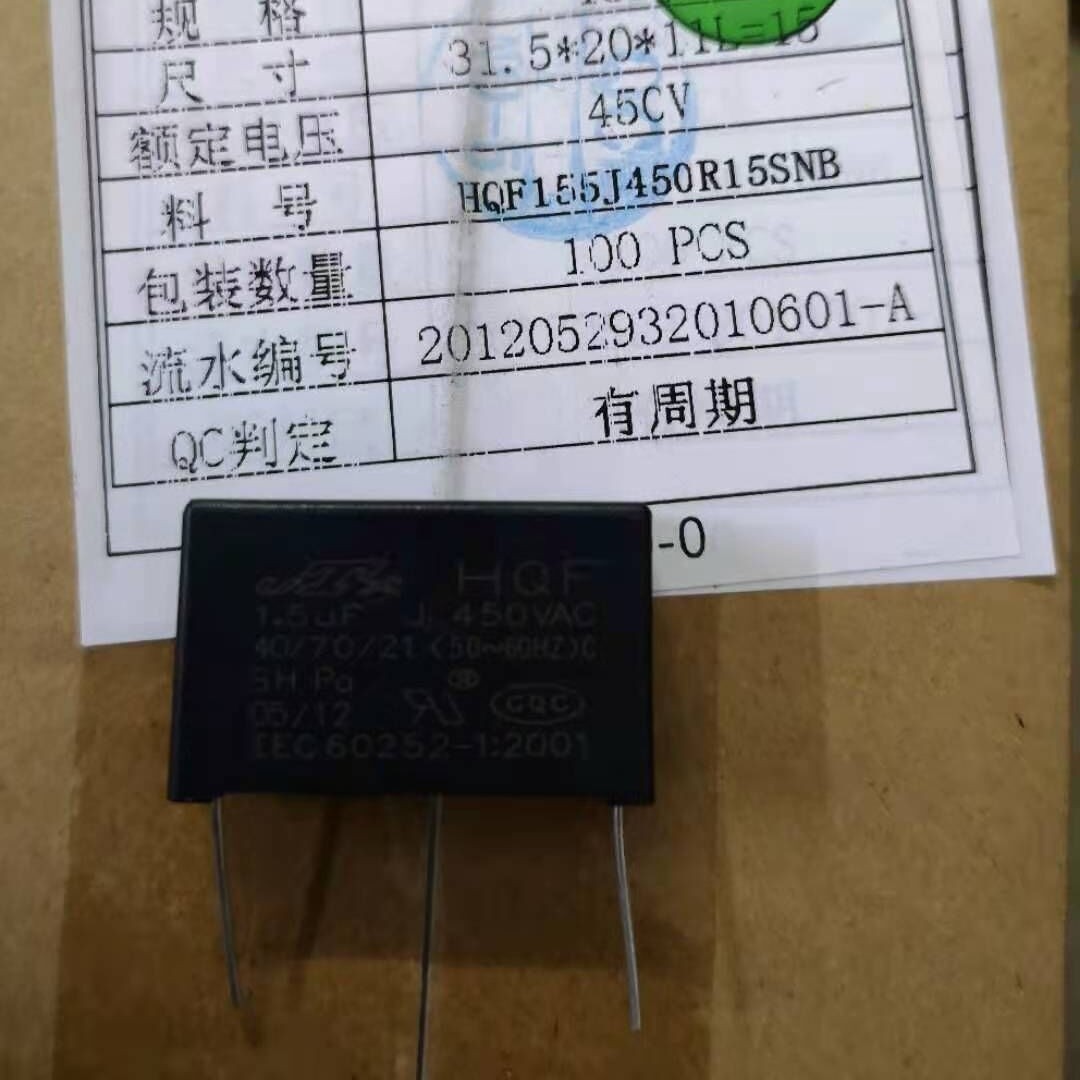 规 格
尺 寸 31.5*20*11L=15
额定电压 45CV
料 号 HQF155J450R15SNB
包装数量 100 PCS
流水编号 2012052932010601-A
QC判定 有周期
-0
HQF
1.5uF J 450VAC
40/70/21(50~60HZ)C
SH Po
05/12 CQC
IEC60252-1:2001